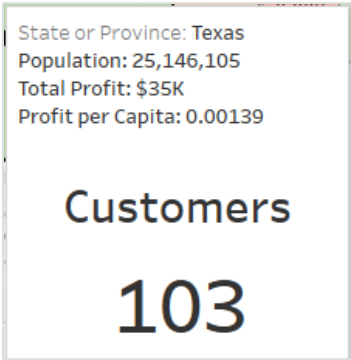 State or Province: Texas
Population: 25,146,105
Total Profit: $35K
Profit per Capita: 0.00139
Customers
103